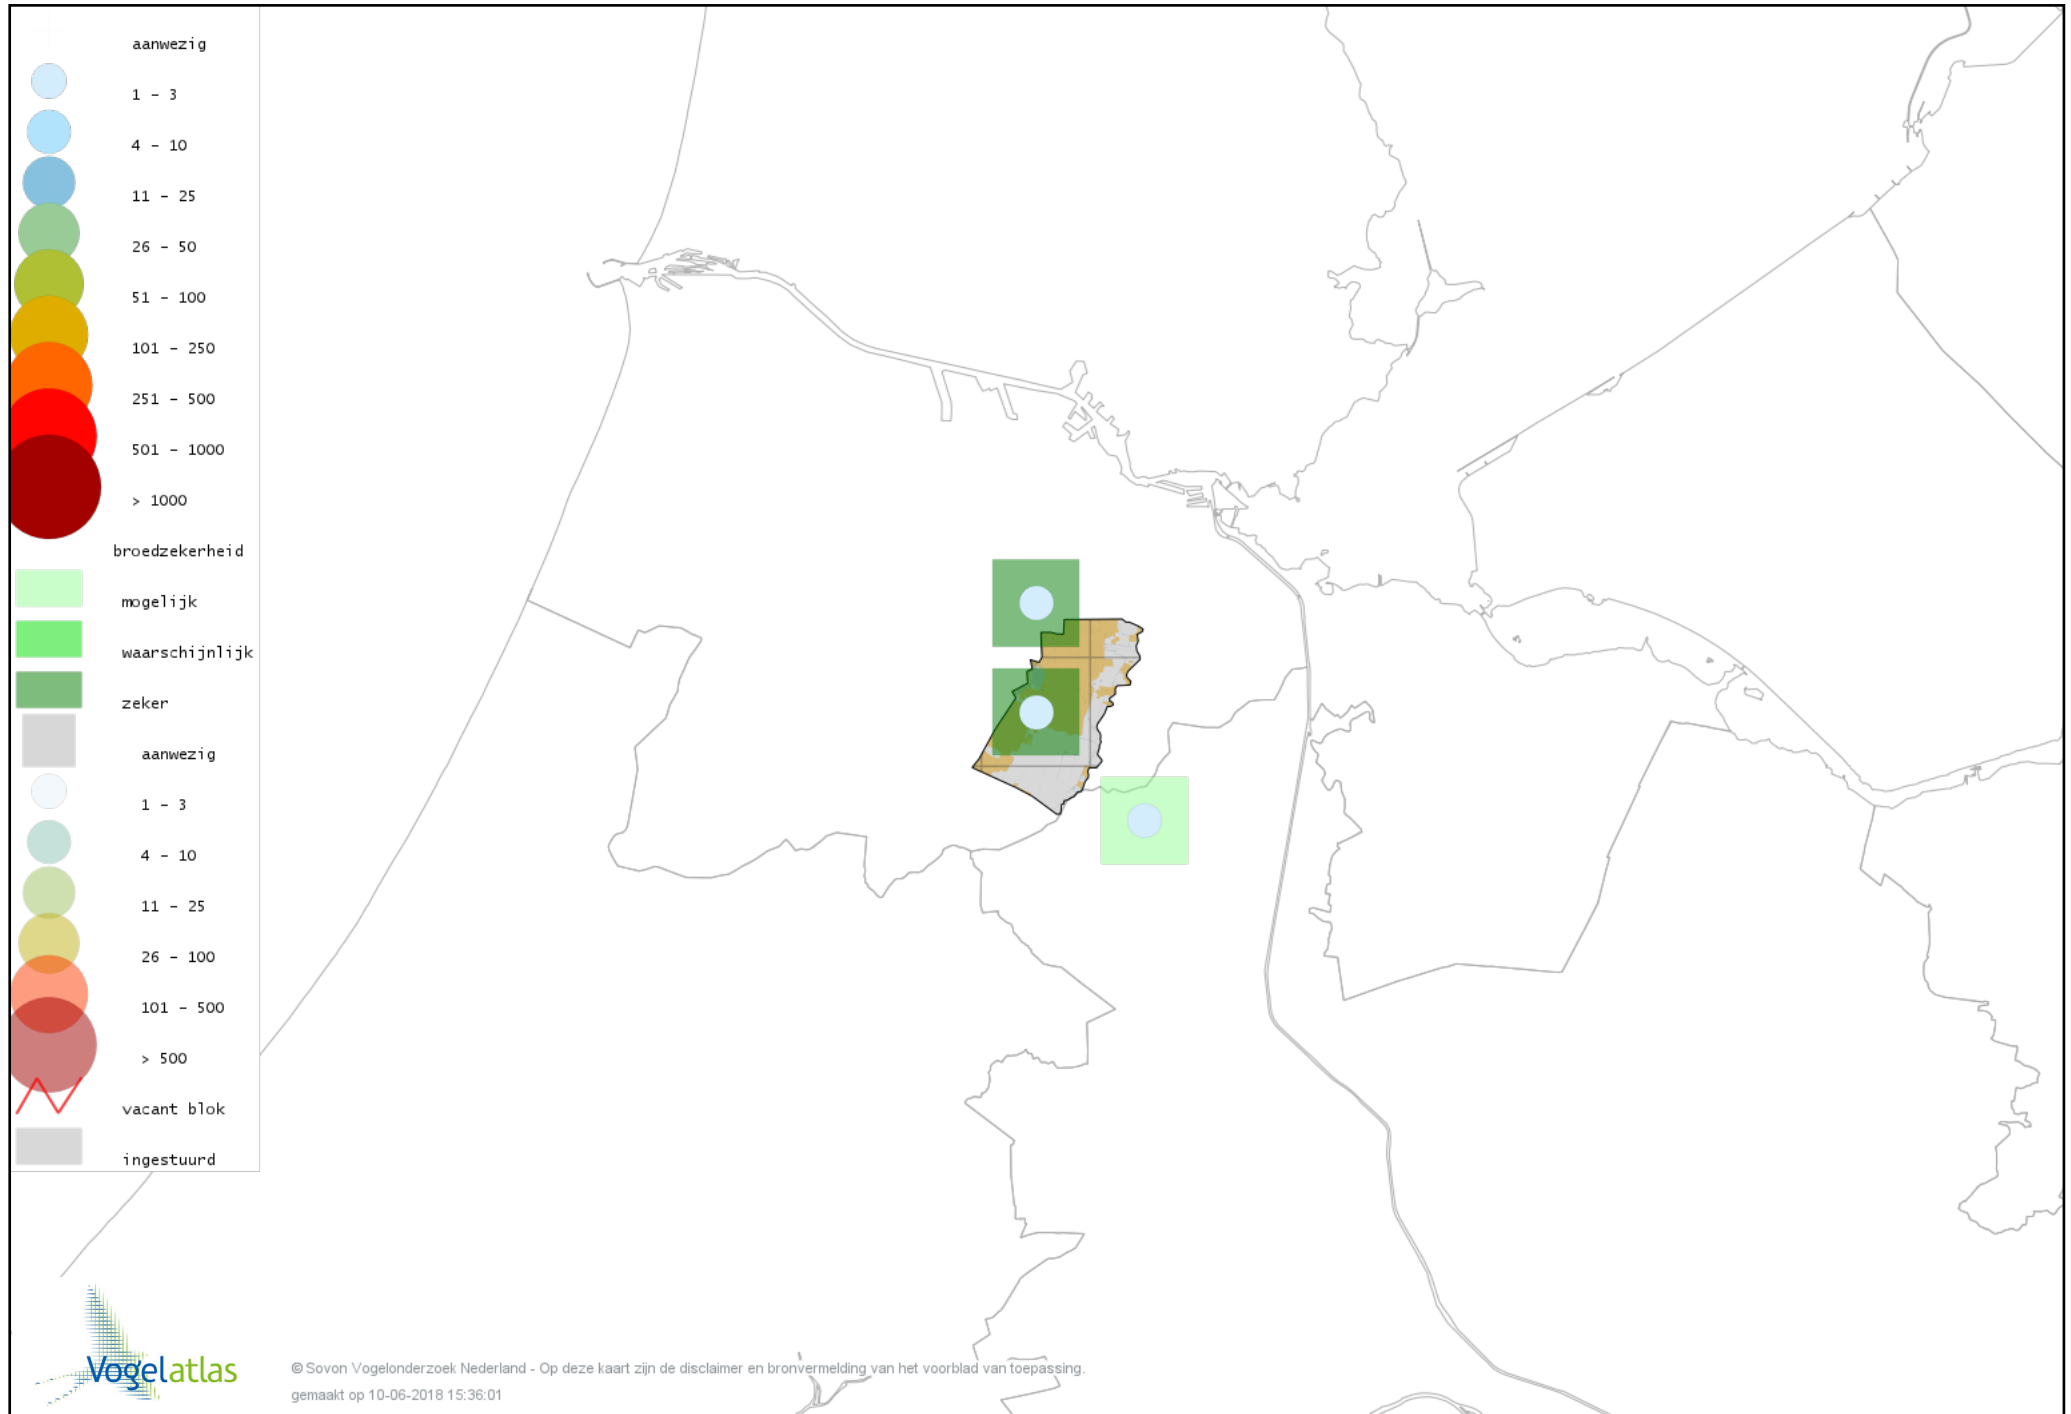 aanwezig
1 - 3
4 - 10
11 - 25
26 - 50
51 - 100
101 - 250
251 - 500
501 - 1000
> 1000
broedzekerheid
mogelijk
waarschijnlijk
zeker
aanwezig
1 - 3
4 - 10
11 - 25
26 - 100
101 - 500
> 500
vacant blok
ingestuurd
Vogelatlas
© Sovon Vogelonderzoek Nederland - Op deze kaart zijn de disclaimer en bronvermelding van het voorblad van toepassing.
gemaakt op 10-06-2018 15:36:01